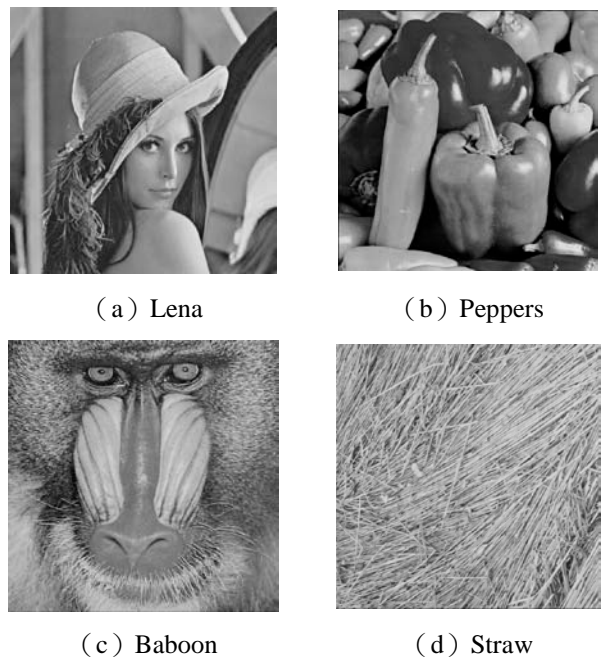 （a）Lena
（b）Peppers
（c）Baboon
（d）Straw